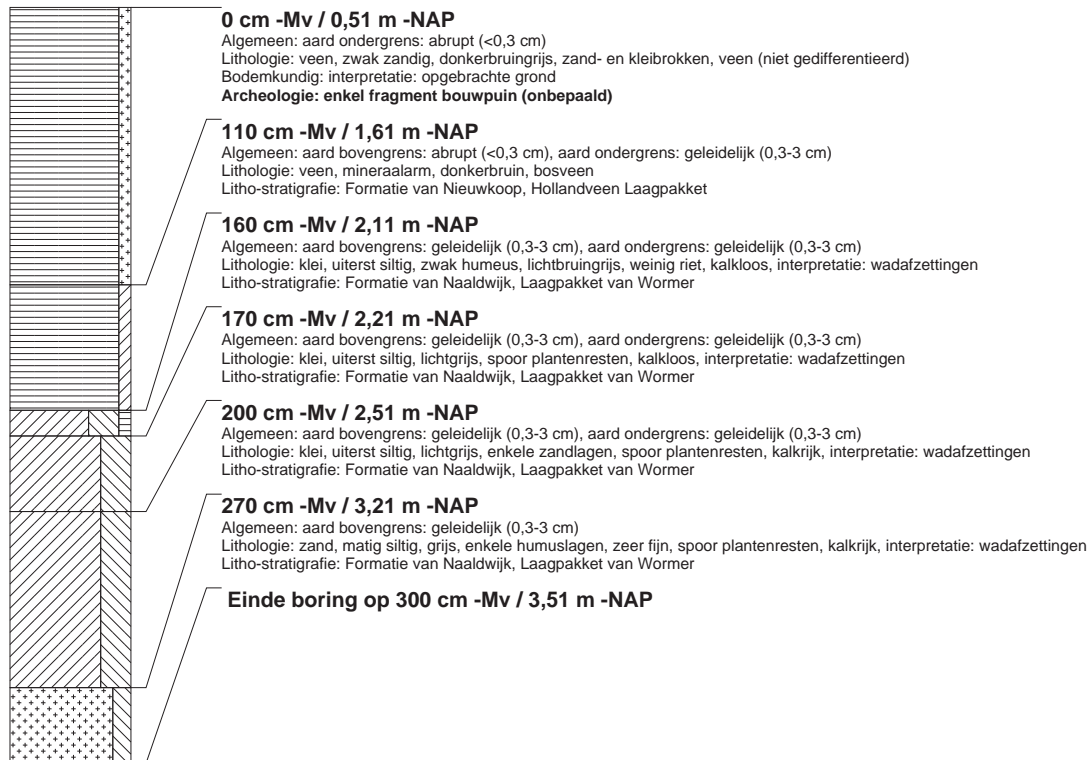 0 cm -Mv / 0,51 m -NAP
Algemeen: aard ondergrens: abrupt (<0,3 cm)
Lithologie: veen, zwak zandig, donkerbruingrijs, zand- en kleibrokken, veen (niet gedifferentieerd)
Bodemkundig: interpretatie: opgebrachte grond
Archeologie: enkel fragment bouwpuin (onbepaald)
110 cm -Mv / 1,61 m -NAP
Algemeen: aard bovengrens: abrupt (<0,3 cm), aard ondergrens: geleidelijk (0,3-3 cm)
Lithologie: veen, mineraalarm, donkerbruin, bosveen
Litho-stratigrafie: Formatie van Nieuwkoop, Hollandveen Laagpakket
160 cm -Mv / 2,11 m -NAP
Algemeen: aard bovengrens: geleidelijk (0,3-3 cm), aard ondergrens: geleidelijk (0,3-3 cm)
Lithologie: klei, uiterst siltig, zwak humeus, lichtbruingrijs, weinig riet, kalkloos, interpretatie: wadafzettingen
Litho-stratigrafie: Formatie van Naaldwijk, Laagpakket van Wormer
170 cm -Mv / 2,21 m -NAP
Algemeen: aard bovengrens: geleidelijk (0,3-3 cm), aard ondergrens: geleidelijk (0,3-3 cm)
Lithologie: klei, uiterst siltig, lichtgrijs, spoor plantenresten, kalkloos, interpretatie: wadafzettingen
Litho-stratigrafie: Formatie van Naaldwijk, Laagpakket van Wormer
200 cm -Mv / 2,51 m -NAP
Algemeen: aard bovengrens: geleidelijk (0,3-3 cm), aard ondergrens: geleidelijk (0,3-3 cm)
Lithologie: klei, uiterst siltig, lichtgrijs, enkele zandlagen, spoor plantenresten, kalkrijk, interpretatie: wadafzettingen
Litho-stratigrafie: Formatie van Naaldwijk, Laagpakket van Wormer
270 cm -Mv / 3,21 m -NAP
Algemeen: aard bovengrens: geleidelijk (0,3-3 cm)
Lithologie: zand, matig siltig, grijs, enkele humuslagen, zeer fijn, spoor plantenresten, kalkrijk, interpretatie: wadafzettingen
Litho-stratigrafie: Formatie van Naaldwijk, Laagpakket van Wormer
Einde boring op 300 cm -Mv / 3,51 m -NAP